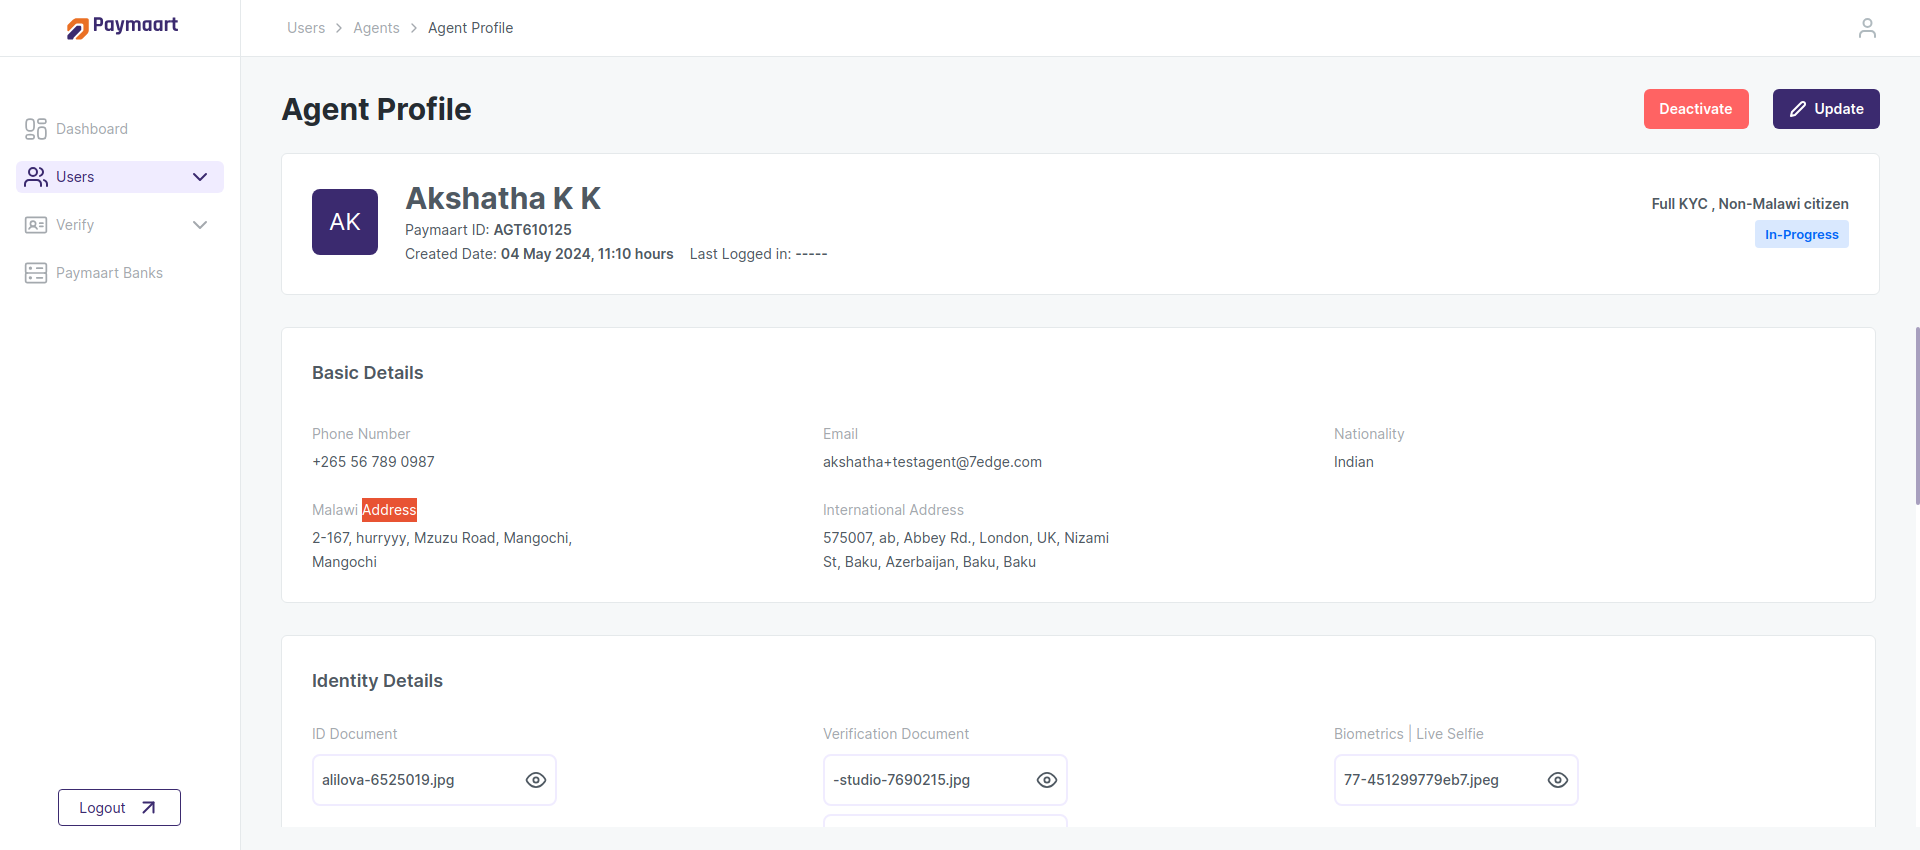 Paymaart
Users > Agents > Agent Profile
Dashboard
Users
Verify
Paymaart Banks
Logout
Agent Profile
Deactivate
Update
AK
Akshatha K K
Paymaart ID: AGT610125
Created Date: 04 May 2024, 11:10 hours Last Logged in: -----
Full KYC , Non-Malawi citizen
In-Progress
Basic Details
Phone Number
+265 56 789 0987
Email
akshatha+testagent@7edge.com
Nationality
Indian
Malawi Address
2-167, hurryyy, Mzuzu Road, Mangochi,
Mangochi
International Address
575007, ab, Abbey Rd., London, UK, Nizami
St, Baku, Azerbaijan, Baku, Baku
Identity Details
ID Document
alilova-6525019.jpg
Verification Document
-studio-7690215.jpg
Biometrics | Live Selfie
77-451299779eb7.jpeg